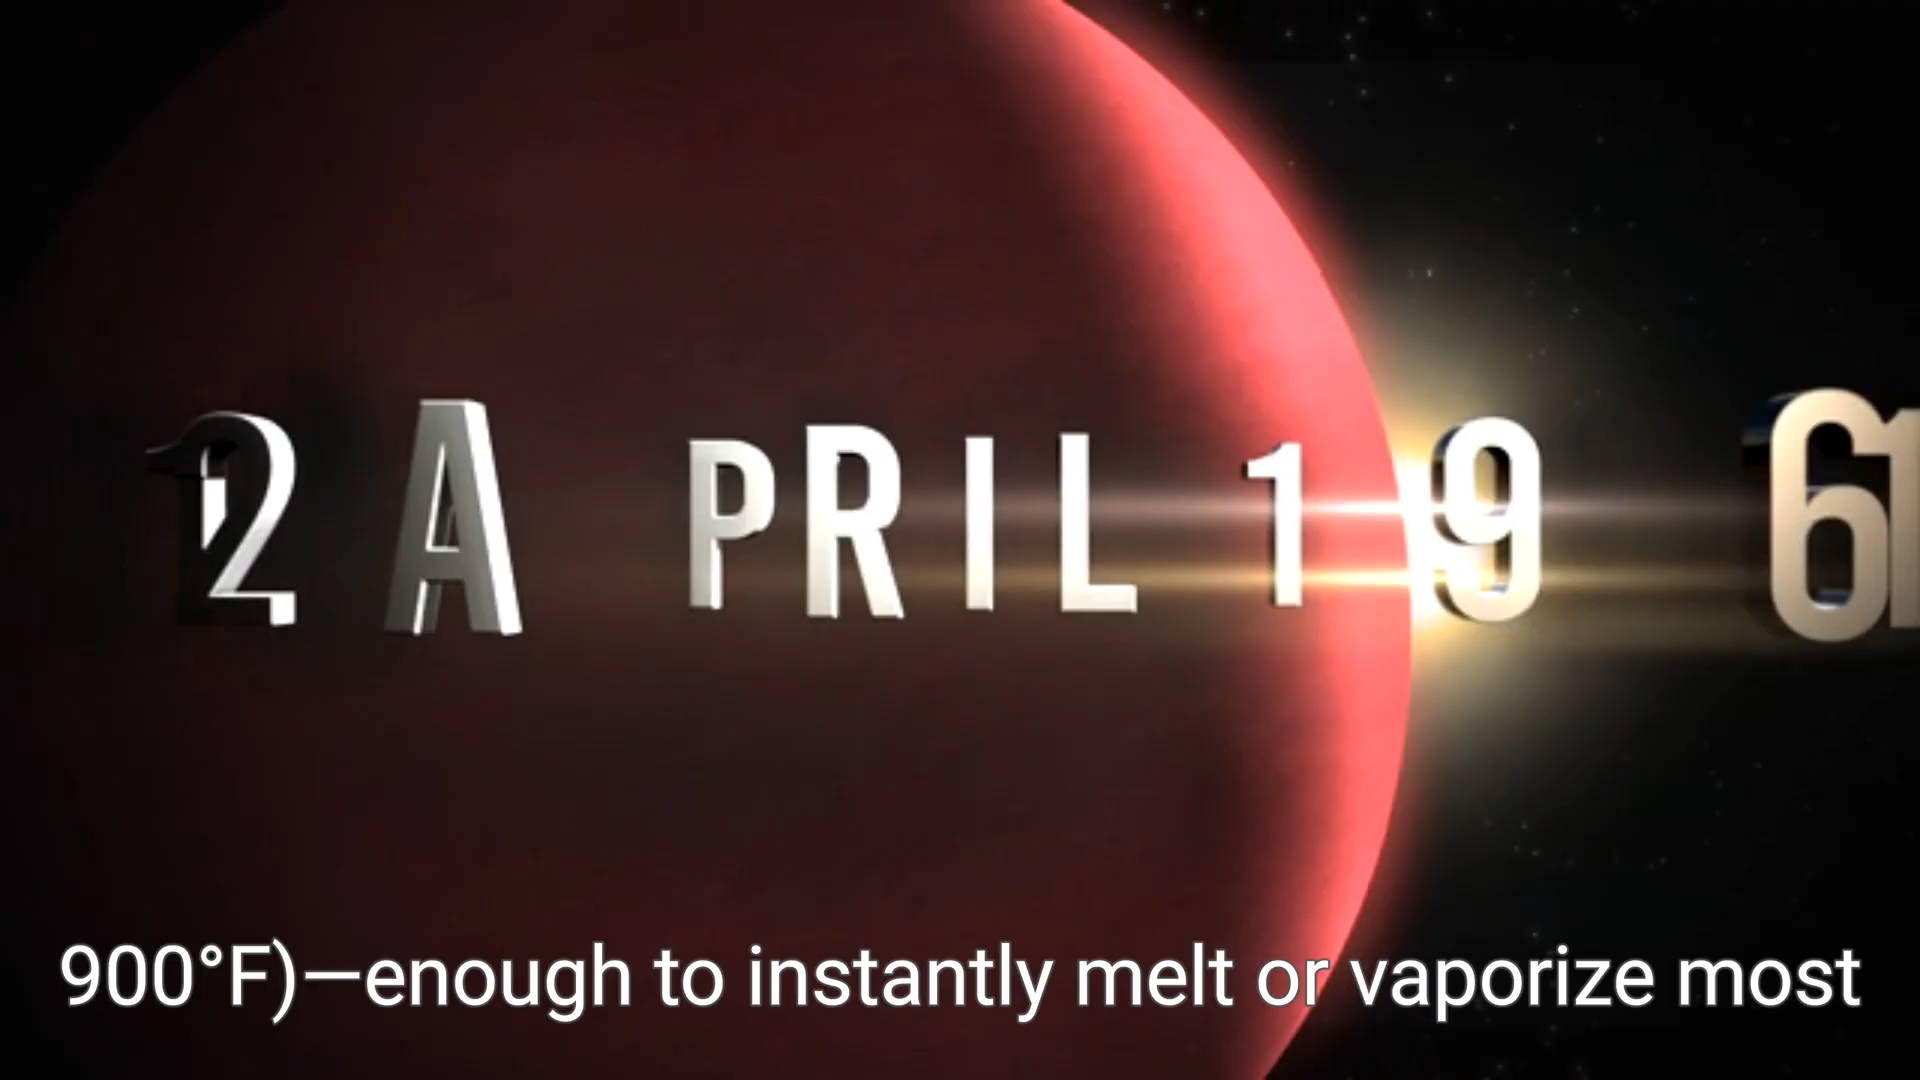 12 APRIL 1961
900°F)—enough to instantly melt or vaporize most